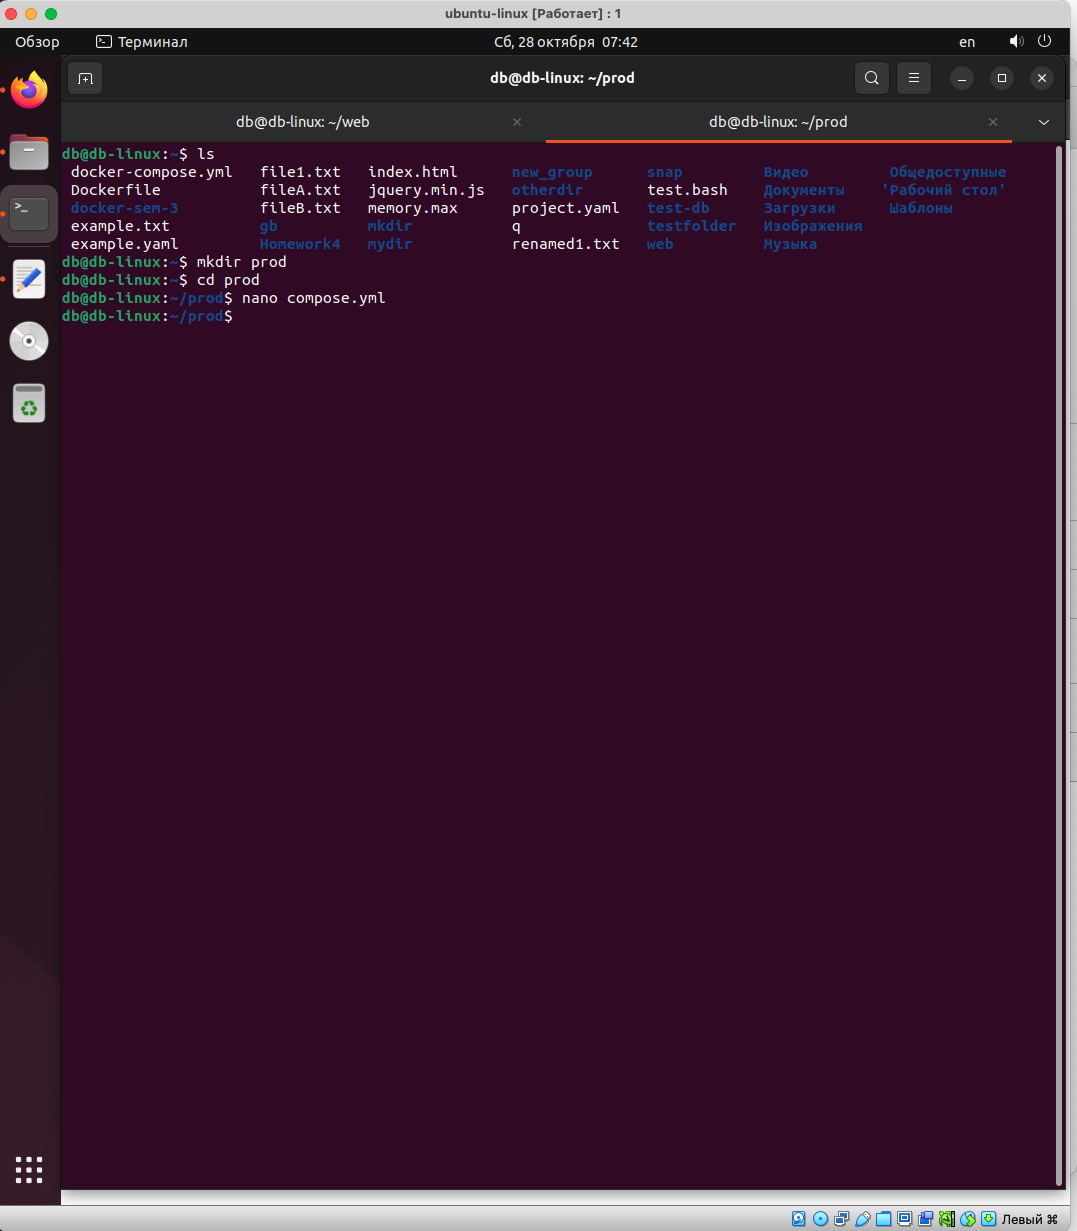 ubuntu-linux [Работает] : 1
Обзор Терминал Сб, 28 октября 07:42 en
db@db-linux: ~/prod
db@db-linux: ~/web db@db-linux: ~/prod
db@db-linux:~$ ls
docker-compose.yml file1.txt index.html new_group snap Видео Общедоступные
Dockerfile fileA.txt jquery.min.js otherdir test.bash Документы 'Рабочий стол'
docker-sem-3 fileB.txt memory.max project.yaml test-db Загрузки Шаблоны
example.txt gb mkdir q testfolder Изображения
example.yaml Homework4 mydir renamed1.txt web Музыка
db@db-linux:~$ mkdir prod
db@db-linux:~$ cd prod
db@db-linux:~/prod$ nano compose.yml
db@db-linux:~/prod$
Левый ⌘